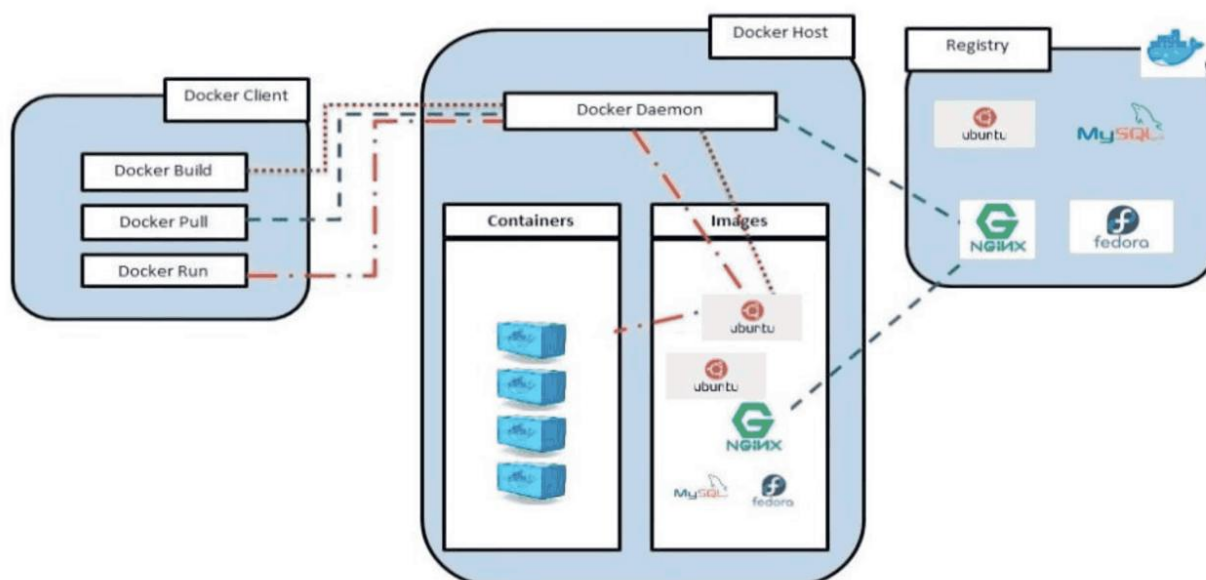 Docker Client
Docker Build
Docker Pull
Docker Run
Docker Host
Docker Daemon
Containers
Images
ubuntu
ubuntu
NGINX
MySQL
fedora
Registry
ubuntu
MySQL
NGINX
fedora